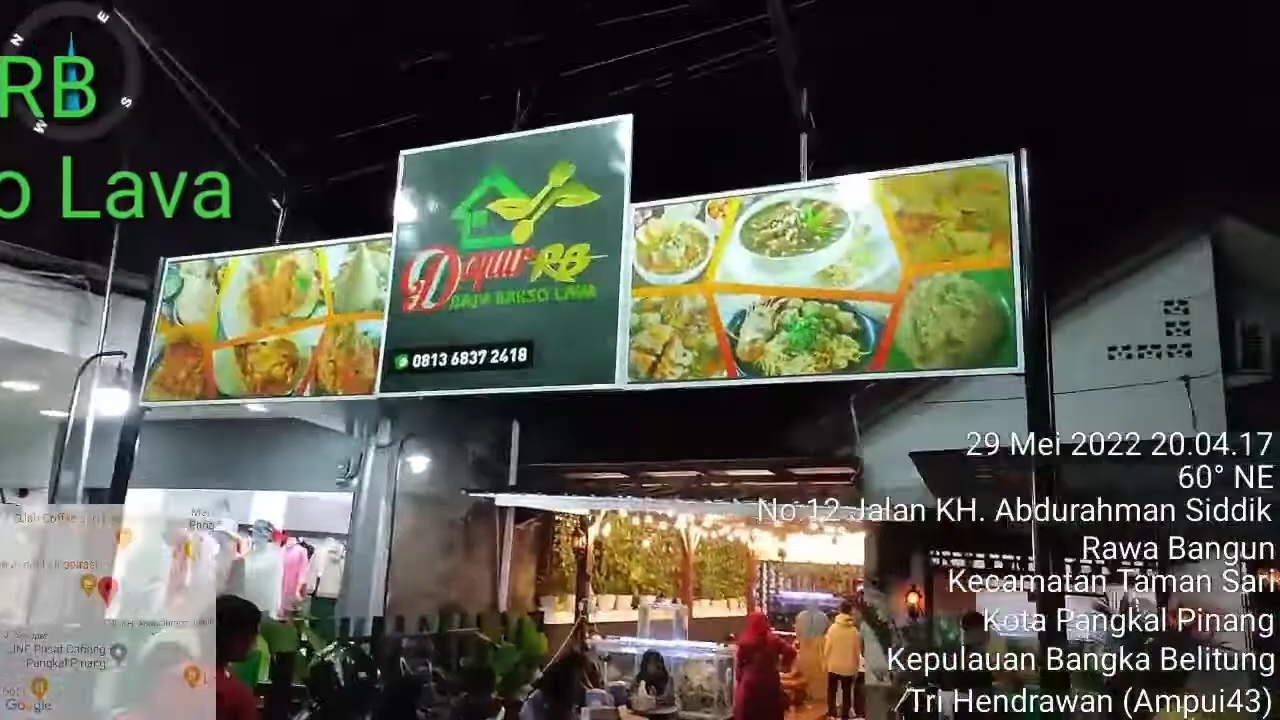 N
E
S
RB
o Lava
Dapur RB
RAJA BAKSO LAVA
0813 6837 2418
29 Mei 2022 20.04.17
60° NE
No 12 Jalan KH. Abdurahman Siddik
Rawa Bangun
Kecamatan Taman Sari
Kota Pangkal Pinang
Kepulauan Bangka Belitung
Tri Hendrawan (Ampui43)
Pusat Cabang
Pangkal Pinang
Google